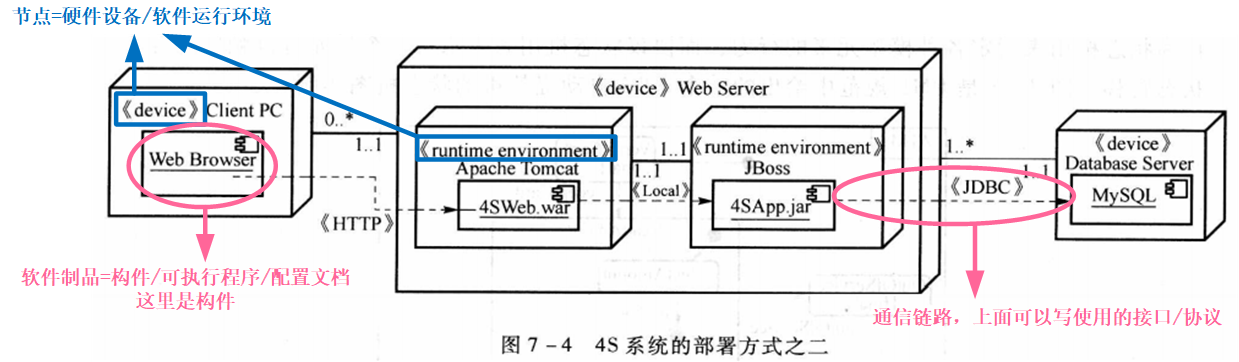 节点=硬件设备/软件运行环境
《device》Web Server
《device》Client PC
0..*
1..1
Web Browser
《HTTP》
《runtime environment》
Apache Tomcat
4SWeb.war
1..1
1..1
《Local》
《runtime environment》
JBoss
4SApp.jar
1..*
1..1
《JDBC》
《device》
Database Server
MySQL
软件制品=构件/可执行程序/配置文档
这里是构件
通信链路，上面可以写使用的接口/协议
图 7-4 4S 系统的部署方式之二